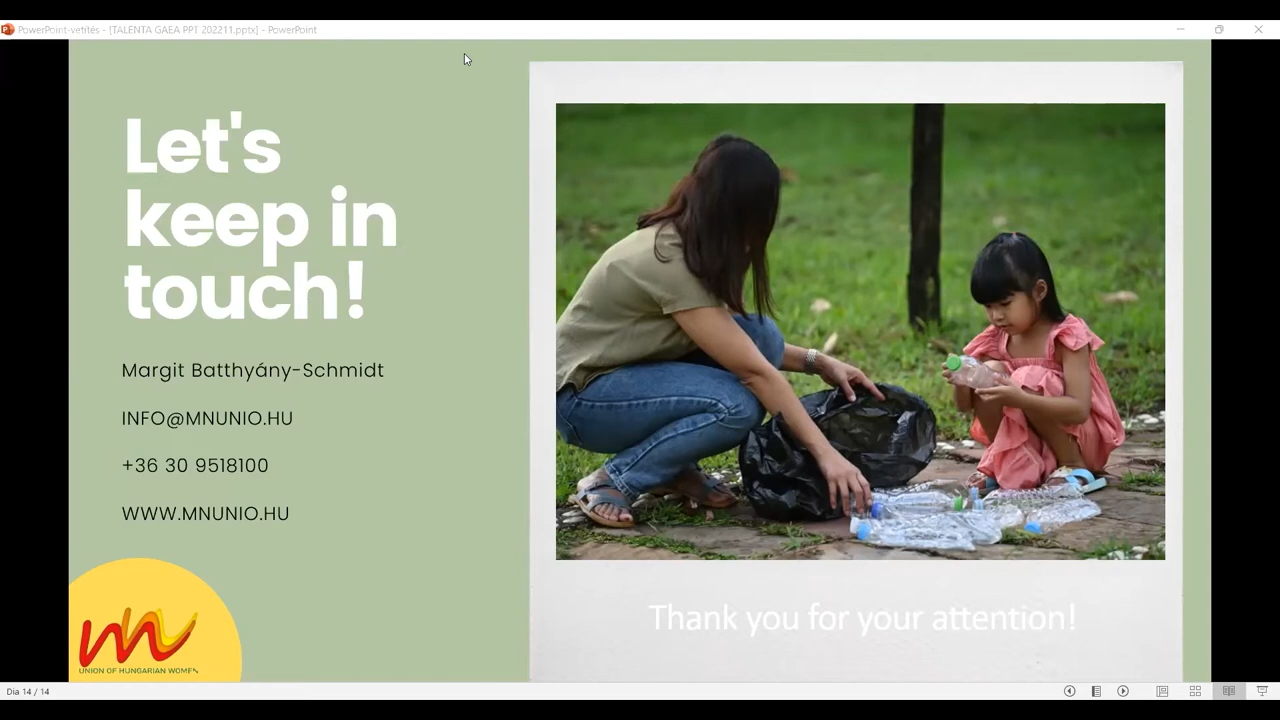 PowerPoint-vetítés - [TALENTA GAEA PPT 202211.pptx] - PowerPoint
Let's
keep in
touch!
Margit Batthyány-Schmidt
INFO@MNUNIO.HU
+36 30 9518100
WWW.MNUNIO.HU
UNION OF HUNGARIAN WOMEN
Thank you for your attention!
Dia 14 / 14